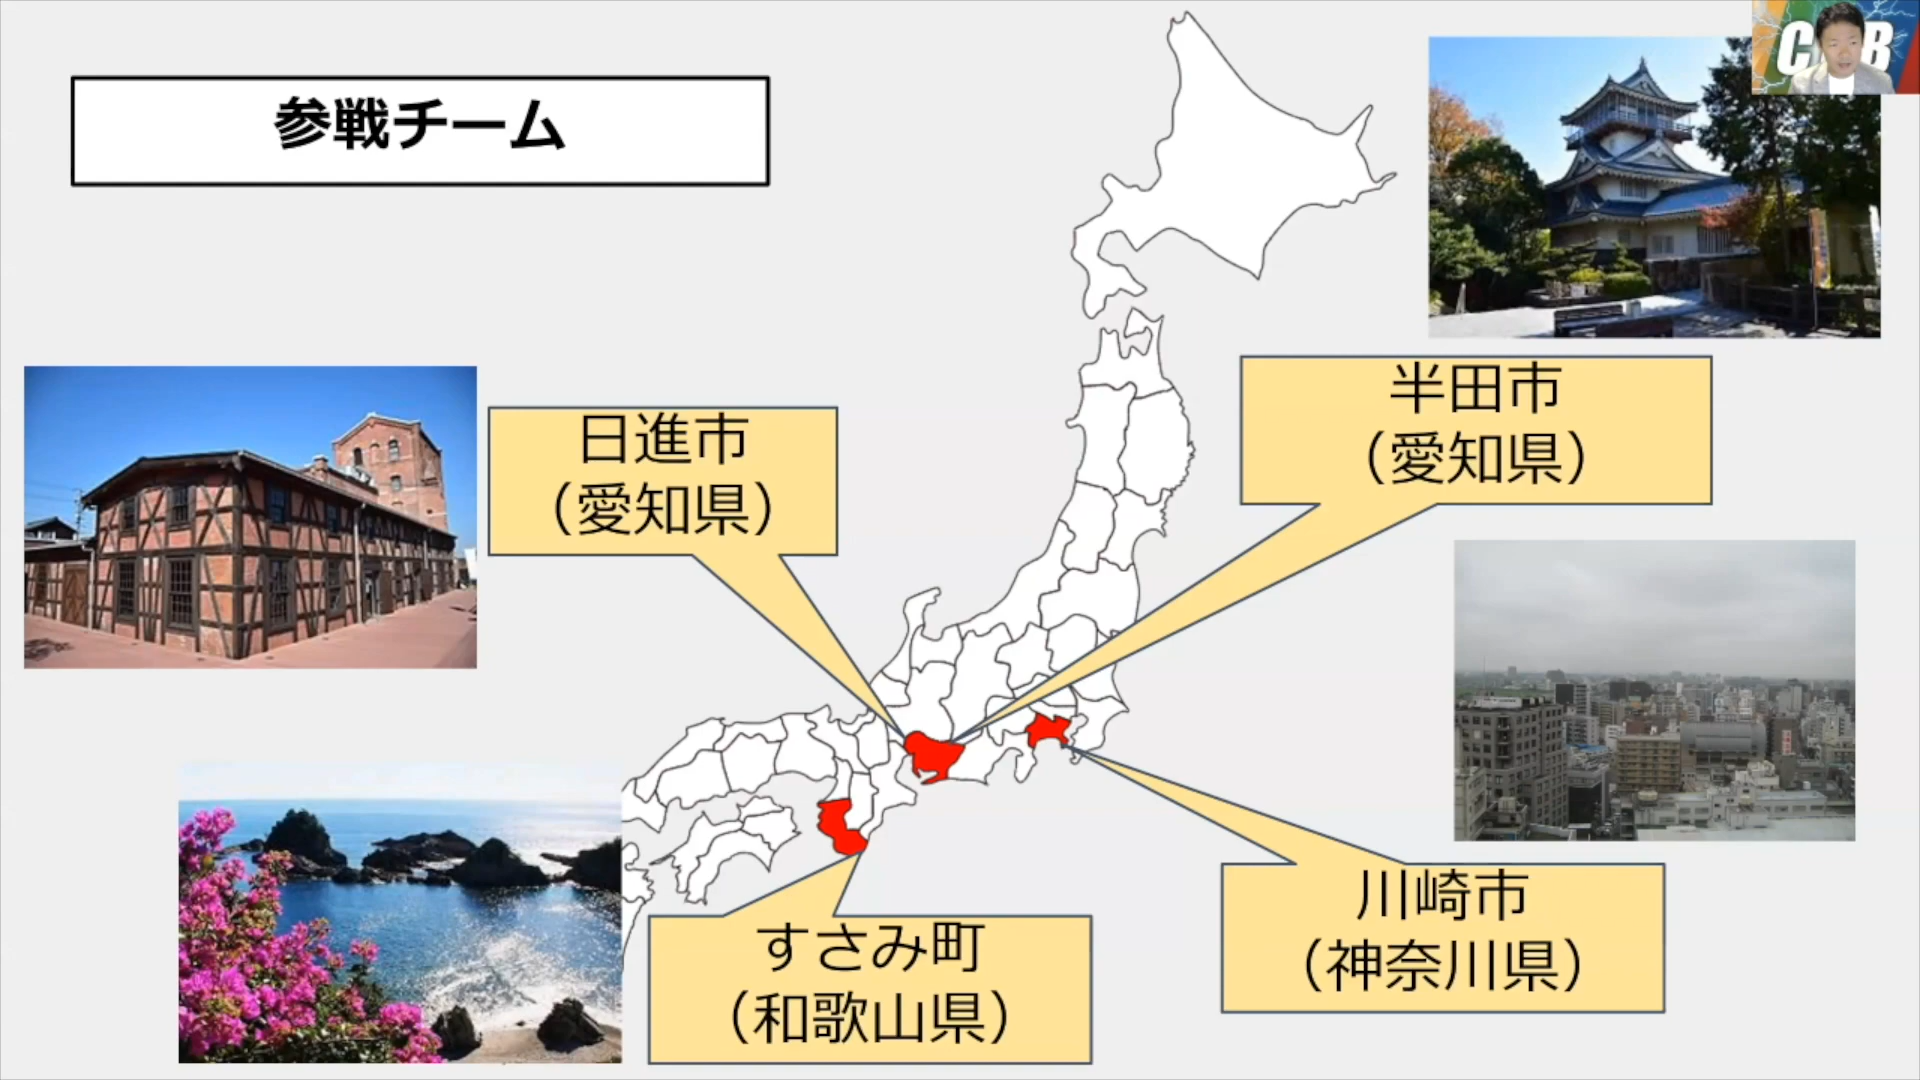 参戦チーム
日進市
（愛知県）
半田市
（愛知県）
すさみ町
（和歌山県）
川崎市
（神奈川県）